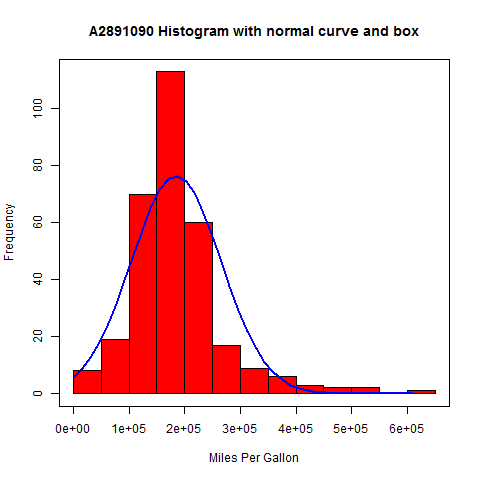 A2891090 Histogram with normal curve and box
Frequency
100
80
60
40
20
0
0e+00 1e+05 2e+05 3e+05 4e+05 5e+05 6e+05
Miles Per Gallon